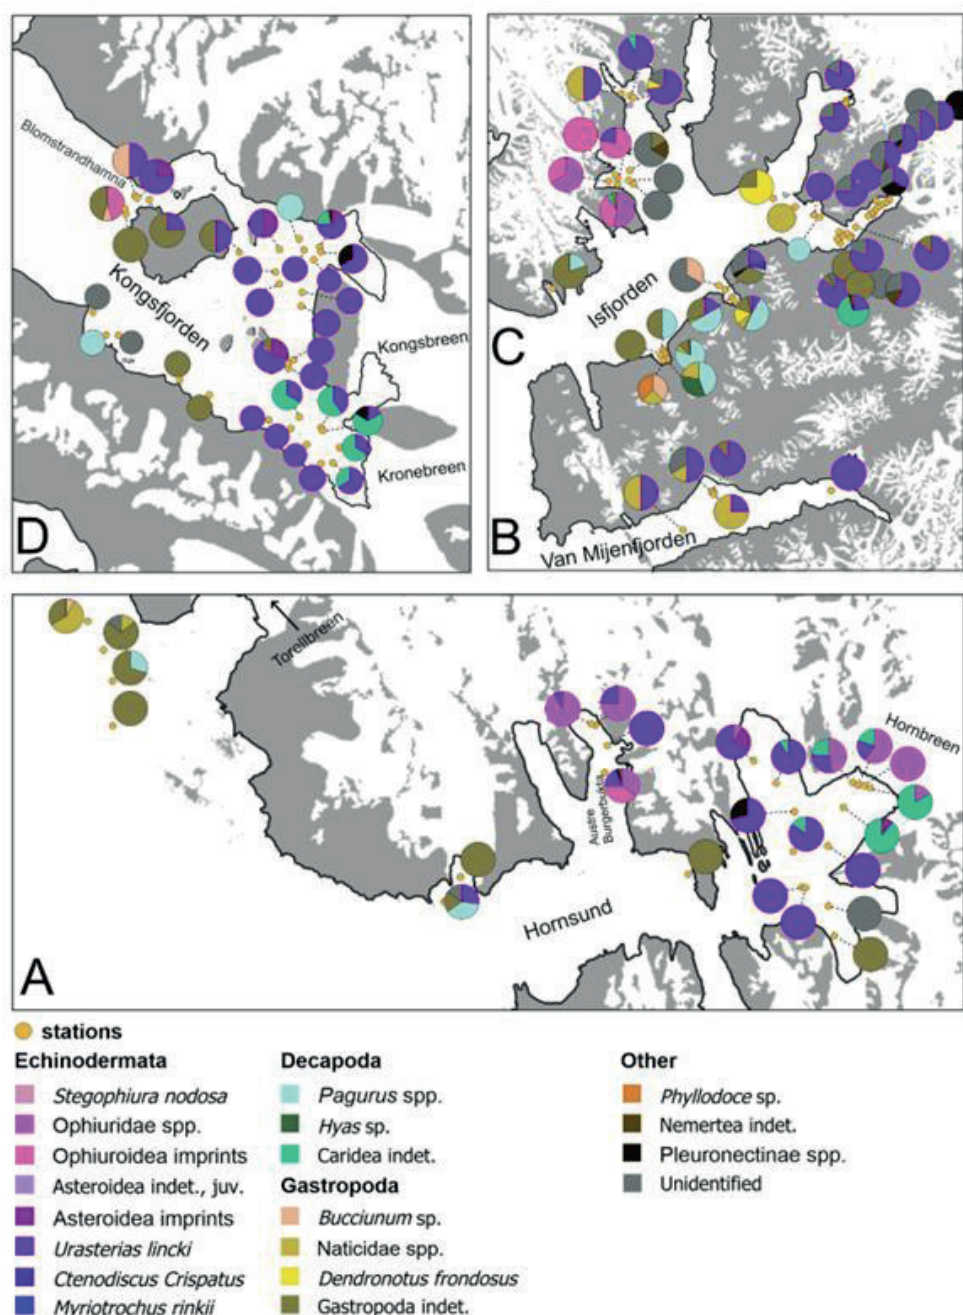 Blomstrandhamna
Kongsfjorden
Kongsbreen
Kronebreen
D
Isfjorden
C
B
Van Mijenfjorden
Torellbreen
Austre
Burgerbukta
Hornbreen
Hornsund
A
stations
Echinodermata
Stegophiura nodosa
Ophiuridae spp.
Ophiuroidea imprints
Asteroidea indet., juv.
Asteroidea imprints
Urasterias lincki
Ctenodiscus Crispatus
Myriotrochus rinkii
Decapoda
Pagurus spp.
Hyas sp.
Caridea indet.
Gastropoda
Bucciunum sp.
Naticidae spp.
Dendronotus frondosus
Gastropoda indet.
Other
Phyllodoce sp.
Nemertea indet.
Pleuronectinae spp.
Unidentified